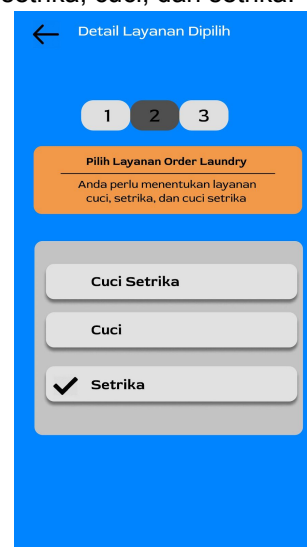 setrika, cuci, dan setrika.
Detail Layanan Dipilih
1 2 3
Pilih Layanan Order Laundry
Anda perlu menentukan layanan
cuci, setrika, dan cuci setrika
Cuci Setrika
Cuci
Setrika